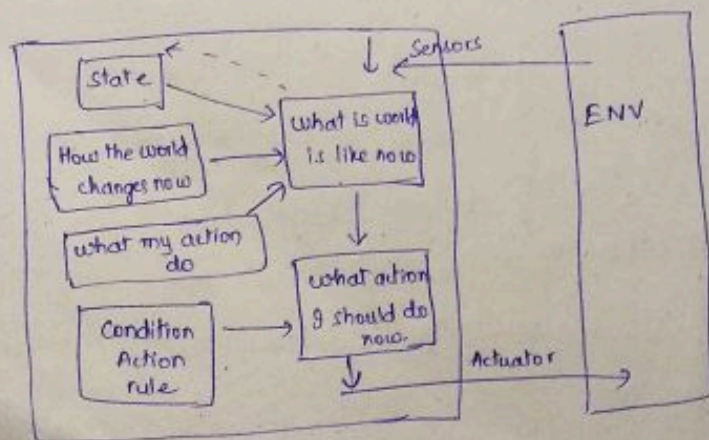 Sensors
State
ENV
what is world
is like now
How the world
changes now
what my action
do
what action
I should do
now.
Condition
Action
rule
Actuator